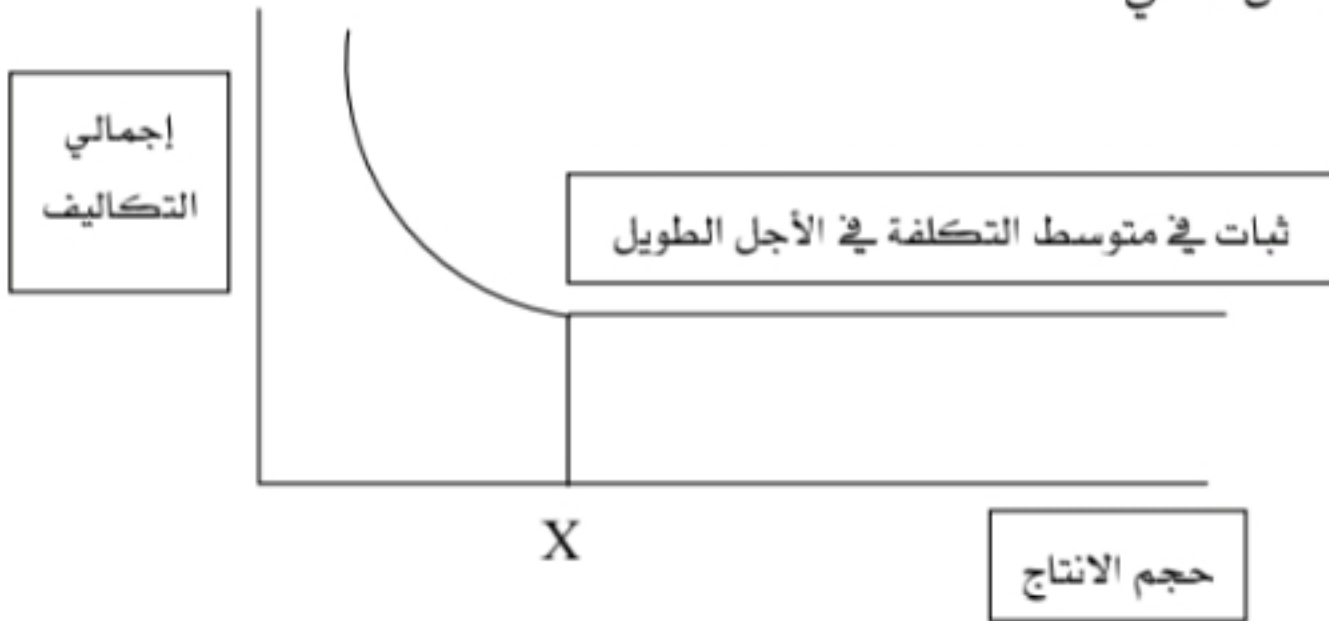 إجمالي
التكاليف
ثبات في متوسط التكلفة في الأجل الطويل
X
حجم الانتاج